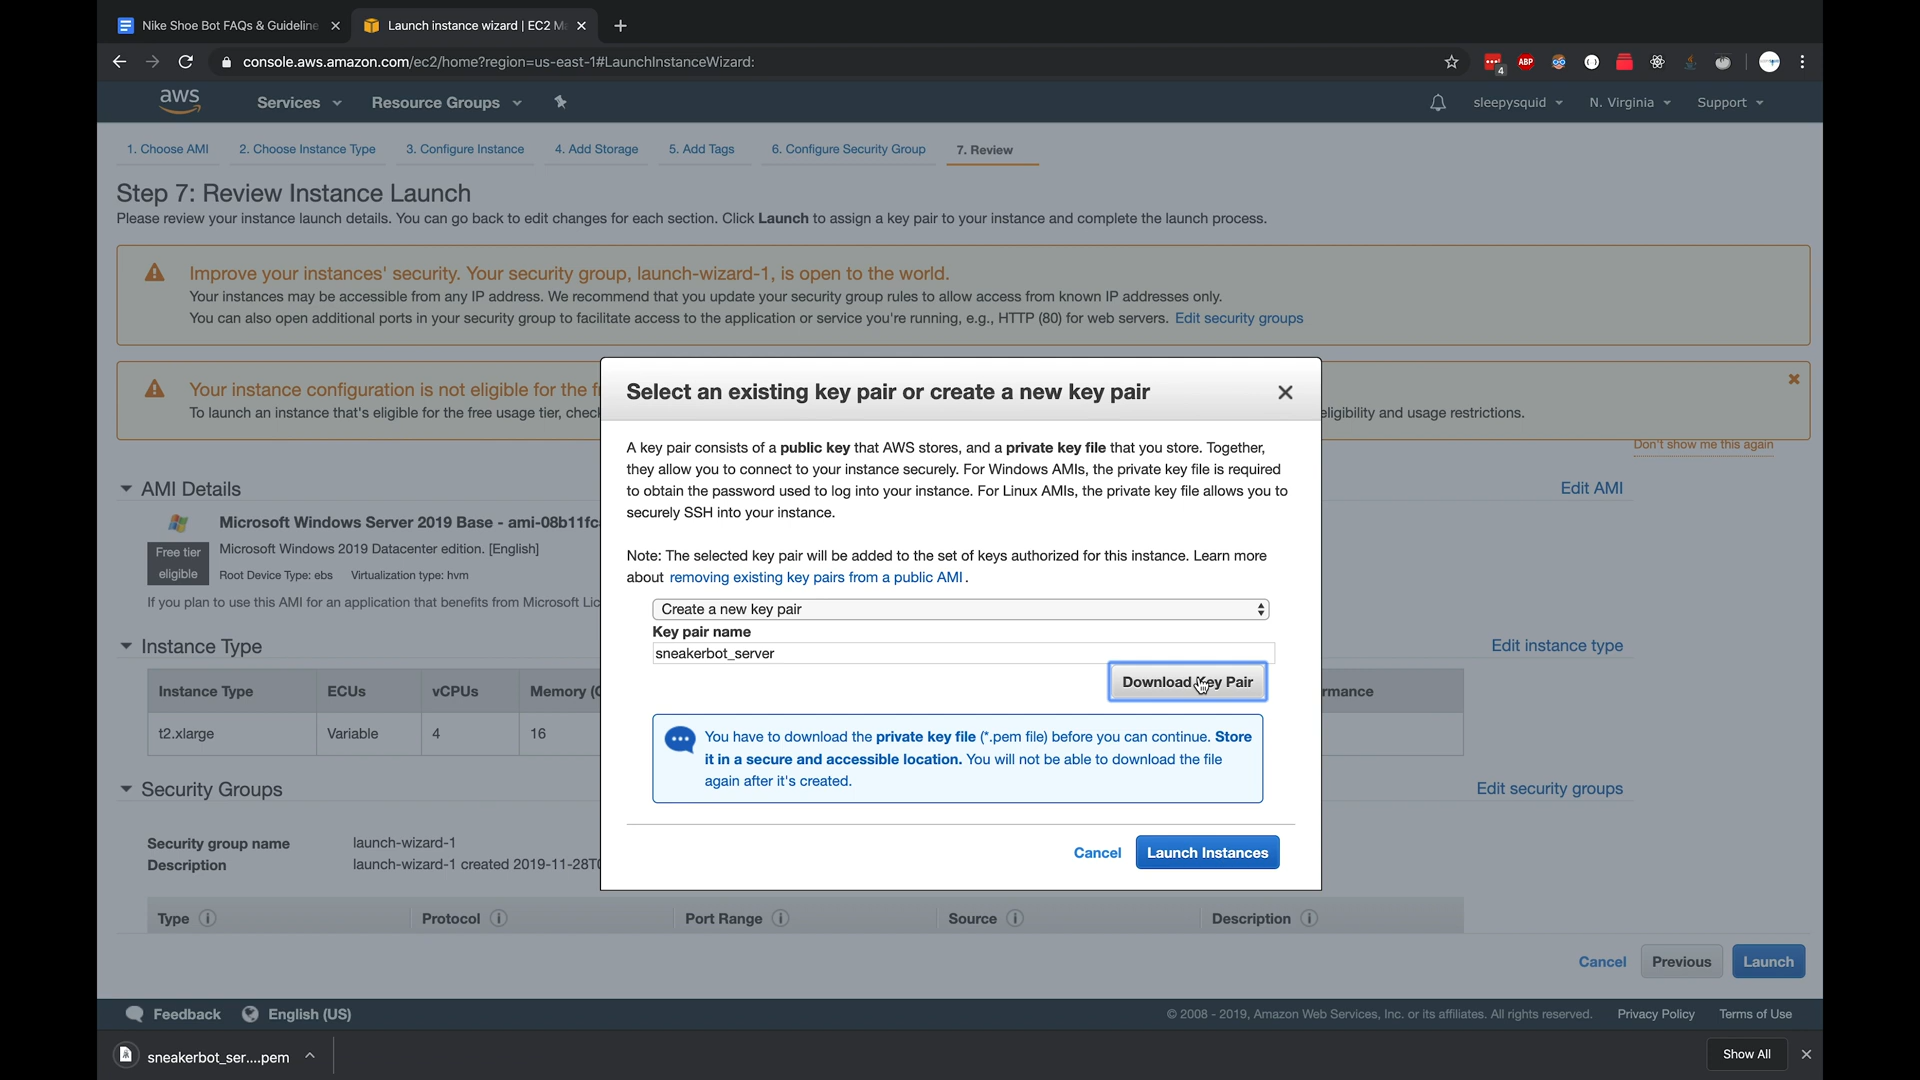 Nike Shoe Bot FAQs & Guideline
Launch instance wizard | EC2 M
console.aws.amazon.com/ec2/home?region=us-east-1#LaunchInstanceWizard:
4
ABP
aws
Services
Resource Groups
sleepysquid
N. Virginia
Support
1. Choose AMI
2. Choose Instance Type
3. Configure Instance
4. Add Storage
5. Add Tags
6. Configure Security Group
7. Review
Step 7: Review Instance Launch
Please review your instance launch details. You can go back to edit changes for each section. Click Launch to assign a key pair to your instance and complete the launch process.
Improve your instances' security. Your security group, launch-wizard-1, is open to the world.
Your instances may be accessible from any IP address. We recommend that you update your security group rules to allow access from known IP addresses only.
You can also open additional ports in your security group to facilitate access to the application or service you're running, e.g., HTTP (80) for web servers. Edit security groups
Your instance configuration is not eligible for the f
To launch an instance that's eligible for the free usage tier, chec
eligibility and usage restrictions.
Don't show me this again
Select an existing key pair or create a new key pair
A key pair consists of a public key that AWS stores, and a private key file that you store. Together,
they allow you to connect to your instance securely. For Windows AMIs, the private key file is required
to obtain the password used to log into your instance. For Linux AMIs, the private key file allows you to
securely SSH into your instance.
Note: The selected key pair will be added to the set of keys authorized for this instance. Learn more
about removing existing key pairs from a public AMI.
Create a new key pair
Key pair name
sneakerbot_server
Download Key Pair
You have to download the private key file (*.pem file) before you can continue. Store
it in a secure and accessible location. You will not be able to download the file
again after it's created.
Cancel
Launch Instances
AMI Details
Edit AMI
Microsoft Windows Server 2019 Base - ami-08b11fc
Free tier
eligible
Microsoft Windows 2019 Datacenter edition. [English]
Root Device Type: ebs
Virtualization type: hvm
If you plan to use this AMI for an application that benefits from Microsoft Lic
Instance Type
Edit instance type
Instance Type
ECUs
vCPUs
Memory (
rmance
t2.xlarge
Variable
4
16
Security Groups
Edit security groups
Security group name
launch-wizard-1
Description
launch-wizard-1 created 2019-11-28T
Type
Protocol
Port Range
Source
Description
Cancel
Previous
Launch
Feedback
English (US)
© 2008 - 2019, Amazon Web Services, Inc. or its affiliates. All rights reserved.
Privacy Policy
Terms of Use
sneakerbot_ser....pem
Show All